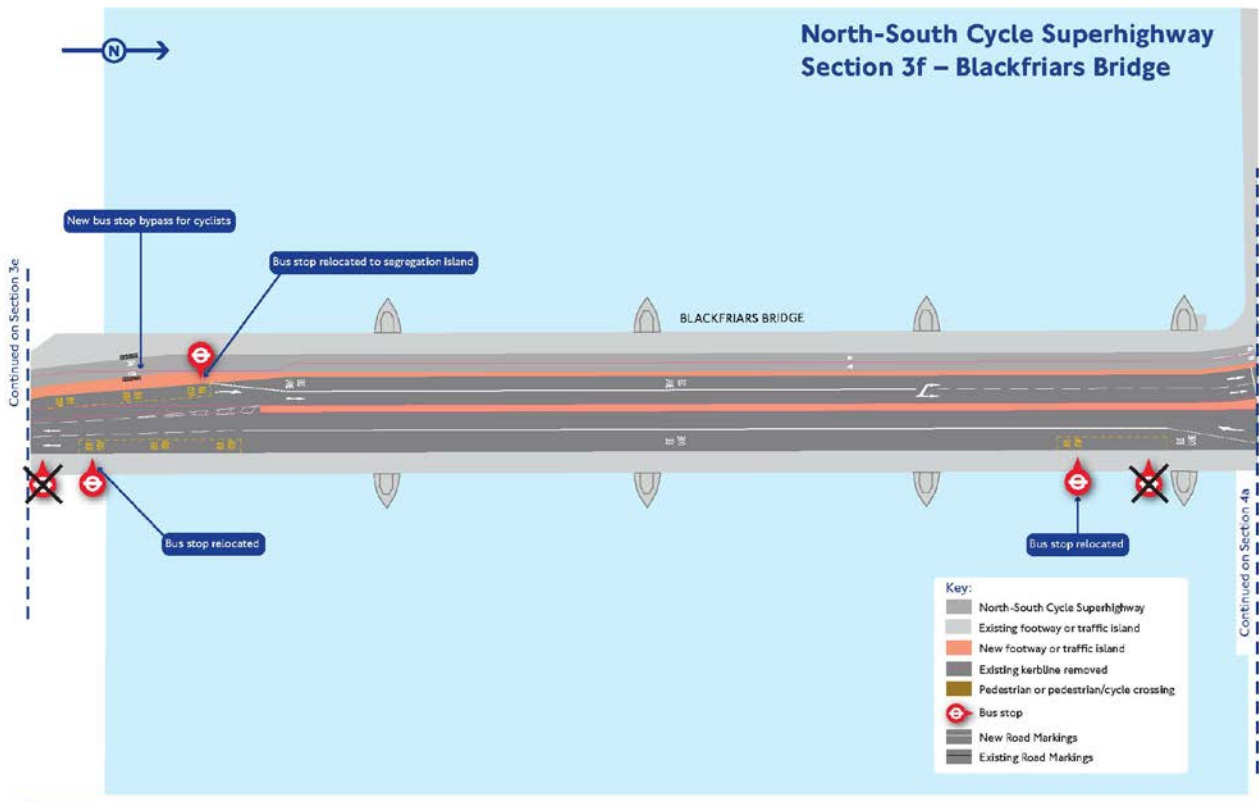 North-South Cycle Superhighway
Section 3f – Blackfriars Bridge
N
New bus stop bypass for cyclists
Bus stop relocated to segregation island
Continued on Section 3e
BLACKFRIARS BRIDGE
Bus stop relocated
Bus stop relocated
Continued on Section 4a
Key:
North-South Cycle Superhighway
Existing footway or traffic island
New footway or traffic island
Existing kerbline removed
Pedestrian or pedestrian/cycle crossing
Bus stop
New Road Markings
Existing Road Markings